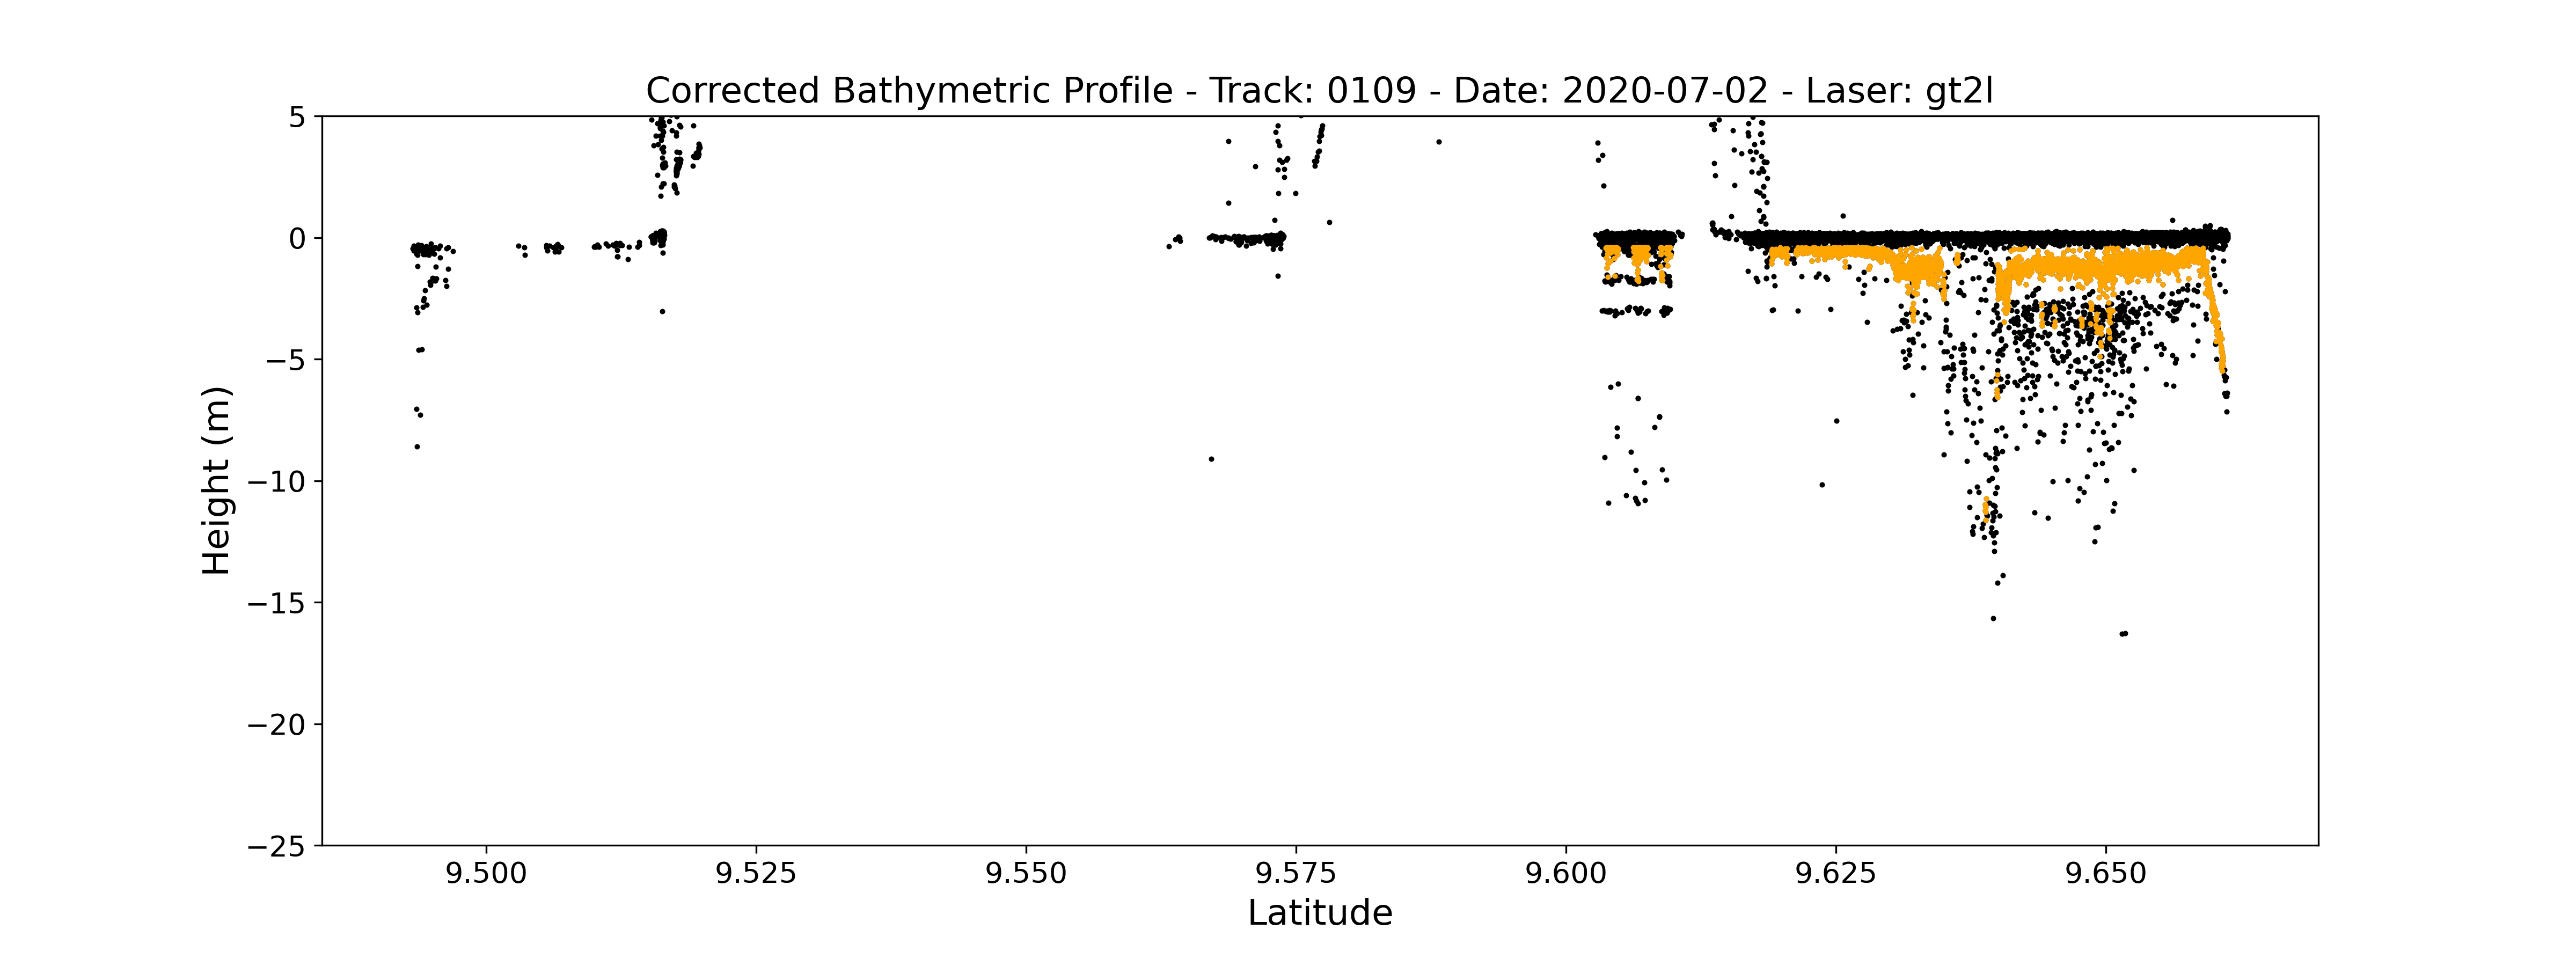 Corrected Bathymetric Profile - Track: 0109 - Date: 2020-07-02 - Laser: gt2l
5
0
−5
−10
−15
−20
−25
Height (m)
9.500 9.525 9.550 9.575 9.600 9.625 9.650
Latitude